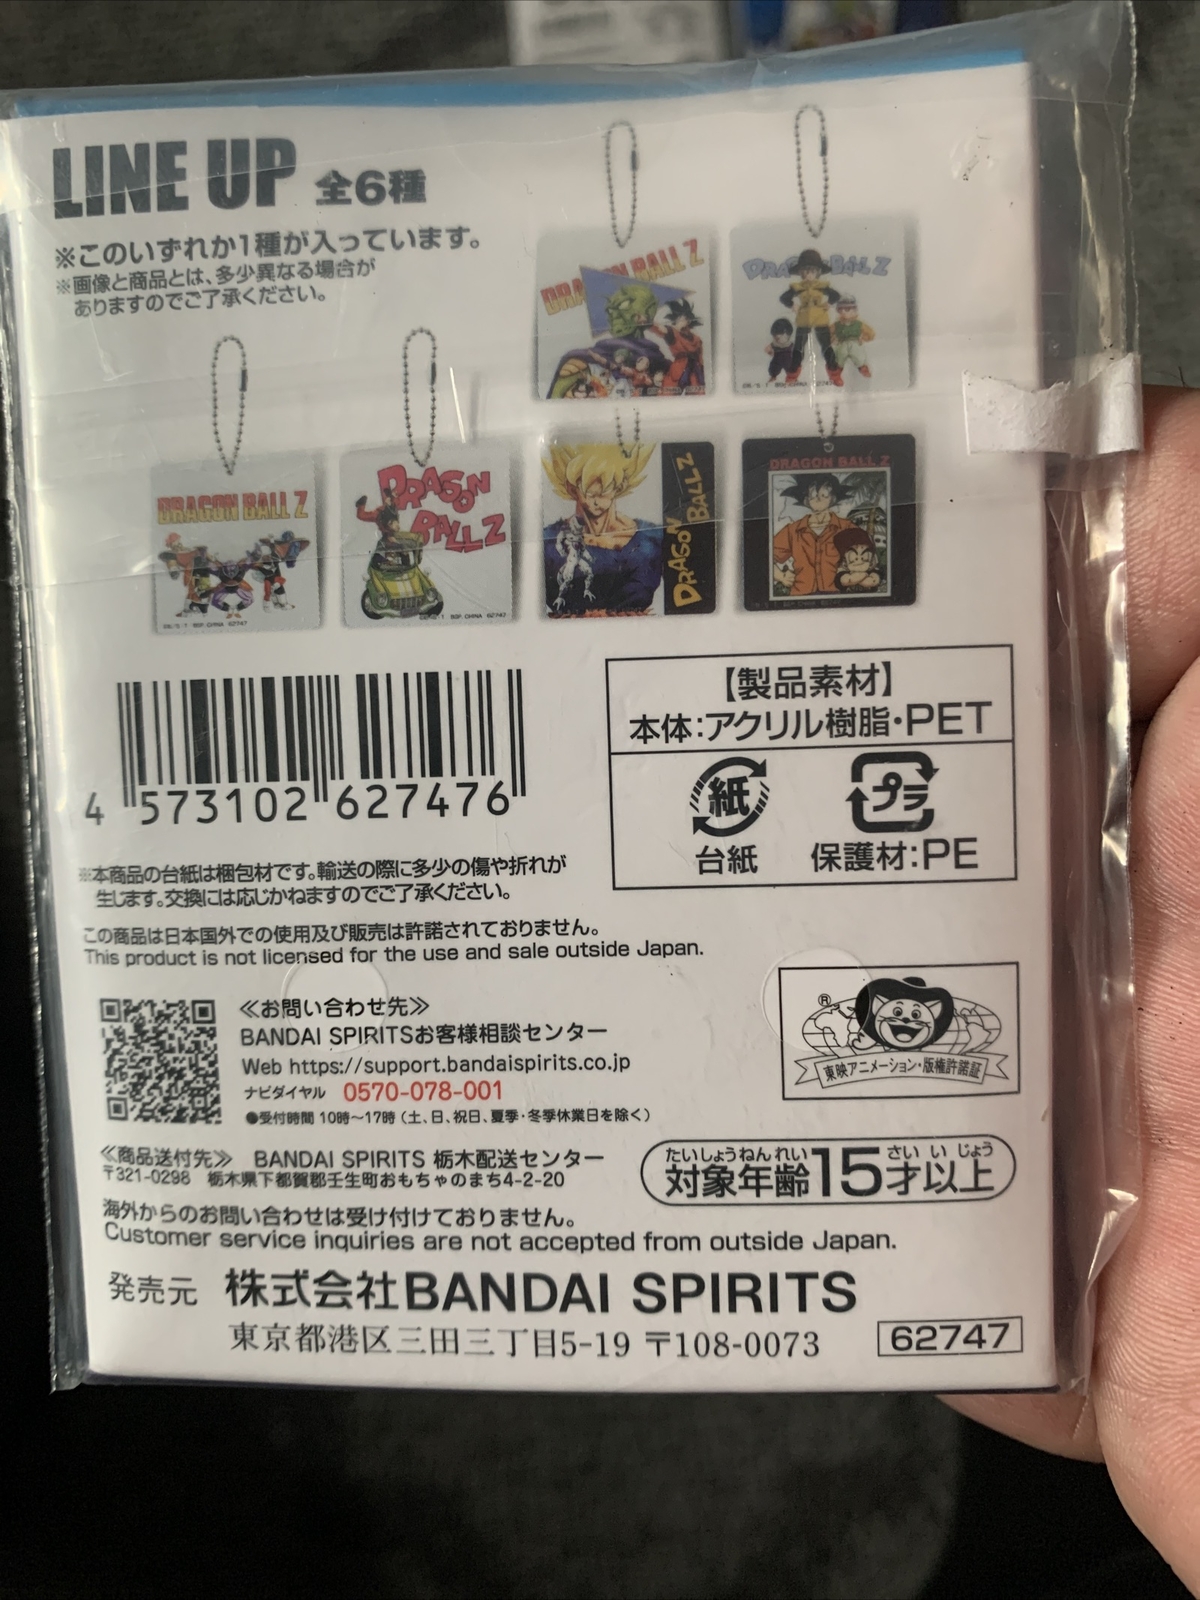 LINE UP 全6種
※このいずれか1種が入っています。
※画像と商品とは、多少異なる場合が
ありますのでご了承ください。
DRAGON BALL Z
DRAGON BALL Z
DRAGON BALL Z
DRAGON BALL Z
DRAGON BALL Z
DRAGON BALL Z
4 573102 627476
【製品素材】
本体:アクリル樹脂・PET
紙
台紙
プラ
保護材:PE
※本商品の台紙は梱包材です。輸送の際に多少の傷や折れが
生じます。交換には応じかねますのでご了承ください。
この商品は日本国外での使用及び販売は許諾されておりません。
This product is not licensed for the use and sale outside Japan.
≪お問い合わせ先≫
BANDAI SPIRITSお客様相談センター
Web https://support.bandaispirits.co.jp
ナビダイヤル 0570-078-001
●受付時間 10時〜17時 (土、日、祝日、夏季・冬季休業日を除く)
®
東映アニメーション・版権許諾証
≪商品送付先≫ BANDAI SPIRITS 栃木配送センター
〒321-0298 栃木県下都賀郡壬生町おもちゃのまち4-2-20
たいしょうねんれい さい い じょう
対象年齢15才以上
海外からのお問い合わせは受け付けておりません。
Customer service inquiries are not accepted from outside Japan.
発売元 株式会社BANDAI SPIRITS
東京都港区三田三丁目5-19 〒108-0073
62747